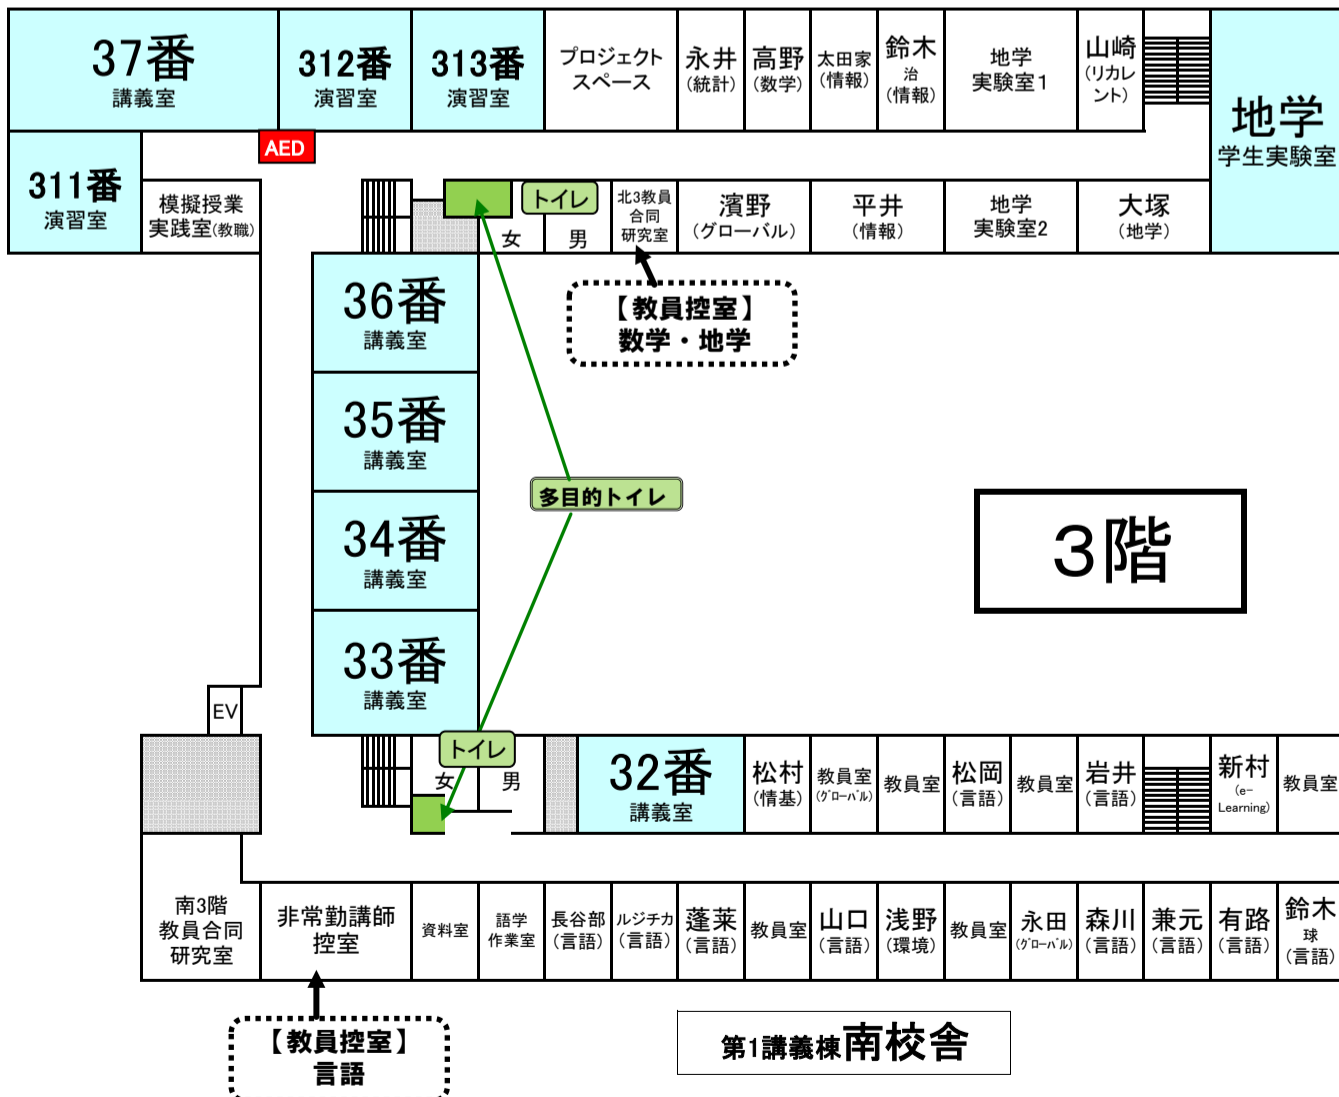 37番
講義室
312番
演習室
313番
演習室
プロジェクト
スペース
永井
(統計)
高野
(数学)
太田家
(情報)
鈴木
治
(情報)
地学
実験室1
山崎
(リカレ
ント)
地学
学生実験室
AED
311番
演習室
模擬授業
実践室(教職)
トイレ
女
男
北3教員
合同
研究室
濱野
(グローバル)
平井
(情報)
地学
実験室2
大塚
(地学)
【教員控室】
数学・地学
36番
講義室
35番
講義室
34番
講義室
33番
講義室
多目的トイレ
3階
EV
トイレ
女
男
32番
講義室
松村
(情基)
教員室
(グローバル)
教員室
松岡
(言語)
教員室
岩井
(言語)
新村
(e-
Learning)
教員室
南3階
教員合同
研究室
非常勤講師
控室
資料室
語学
作業室
長谷部
(言語)
ルジチカ
(言語)
蓬莱
(言語)
教員室
山口
(言語)
浅野
(環境)
教員室
永田
(グローバル)
森川
(言語)
兼元
(言語)
有路
(言語)
鈴木
球
(言語)
【教員控室】
言語
第1講義棟南校舎